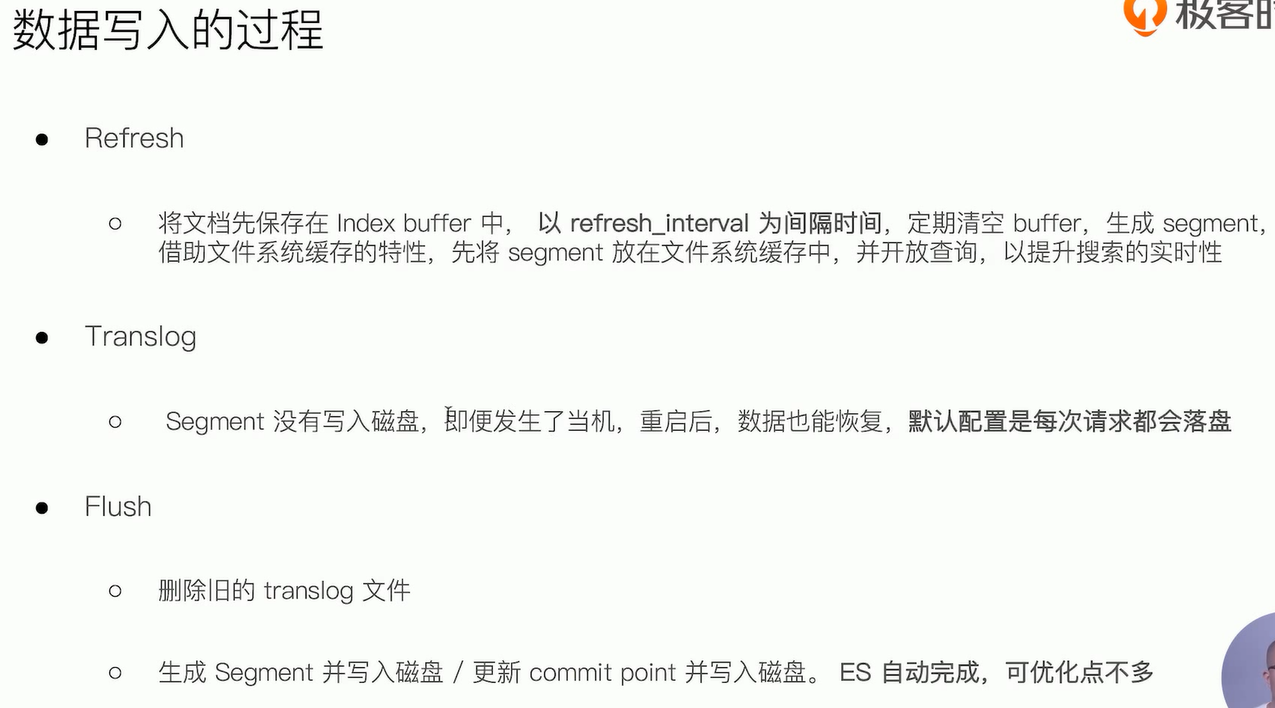 数据写入的过程
极客时
Refresh
将文档先保存在 Index buffer 中， 以 refresh_interval 为间隔时间，定期清空 buffer，生成 segment，
借助文件系统缓存的特性，先将 segment 放在文件系统缓存中，并开放查询，以提升搜索的实时性
Translog
Segment 没有写入磁盘，即便发生了当机，重启后，数据也能恢复，默认配置是每次请求都会落盘
Flush
删除旧的 translog 文件
生成 Segment 并写入磁盘 / 更新 commit point 并写入磁盘。 ES 自动完成，可优化点不多